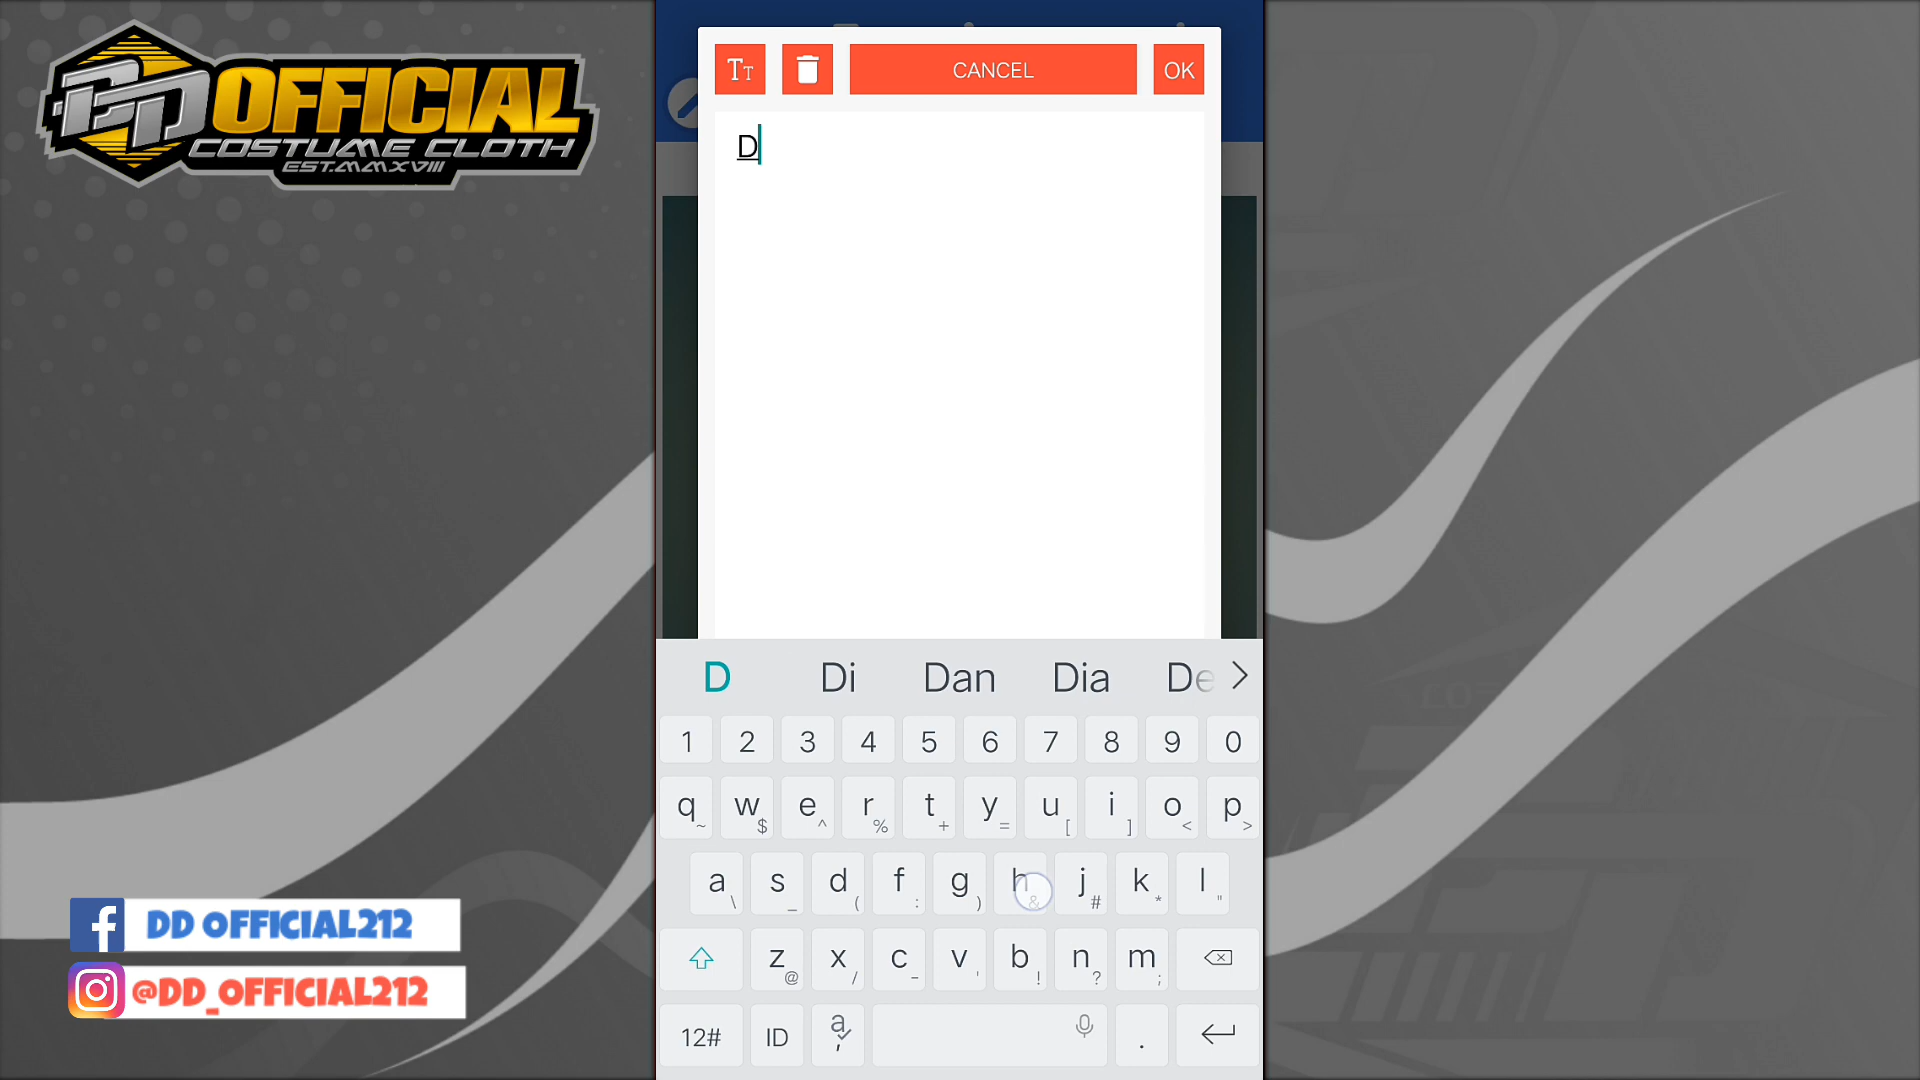 DD OFFICIAL
COSTUME CLOTH
EST.MMXVIII
TT
CANCEL
OK
D
D Di Dan Dia De
1 2 3 4 5 6 7 8 9 0
q ~ w $ e ^ r % t + y = u [ i ] o < p >
a \ s _ d ( f : g ) h & j # k * l "
z @ x / c - v ' b ! n ? m ;
12# ID a , .
f DD OFFICIAL212
@DD_OFFICIAL212